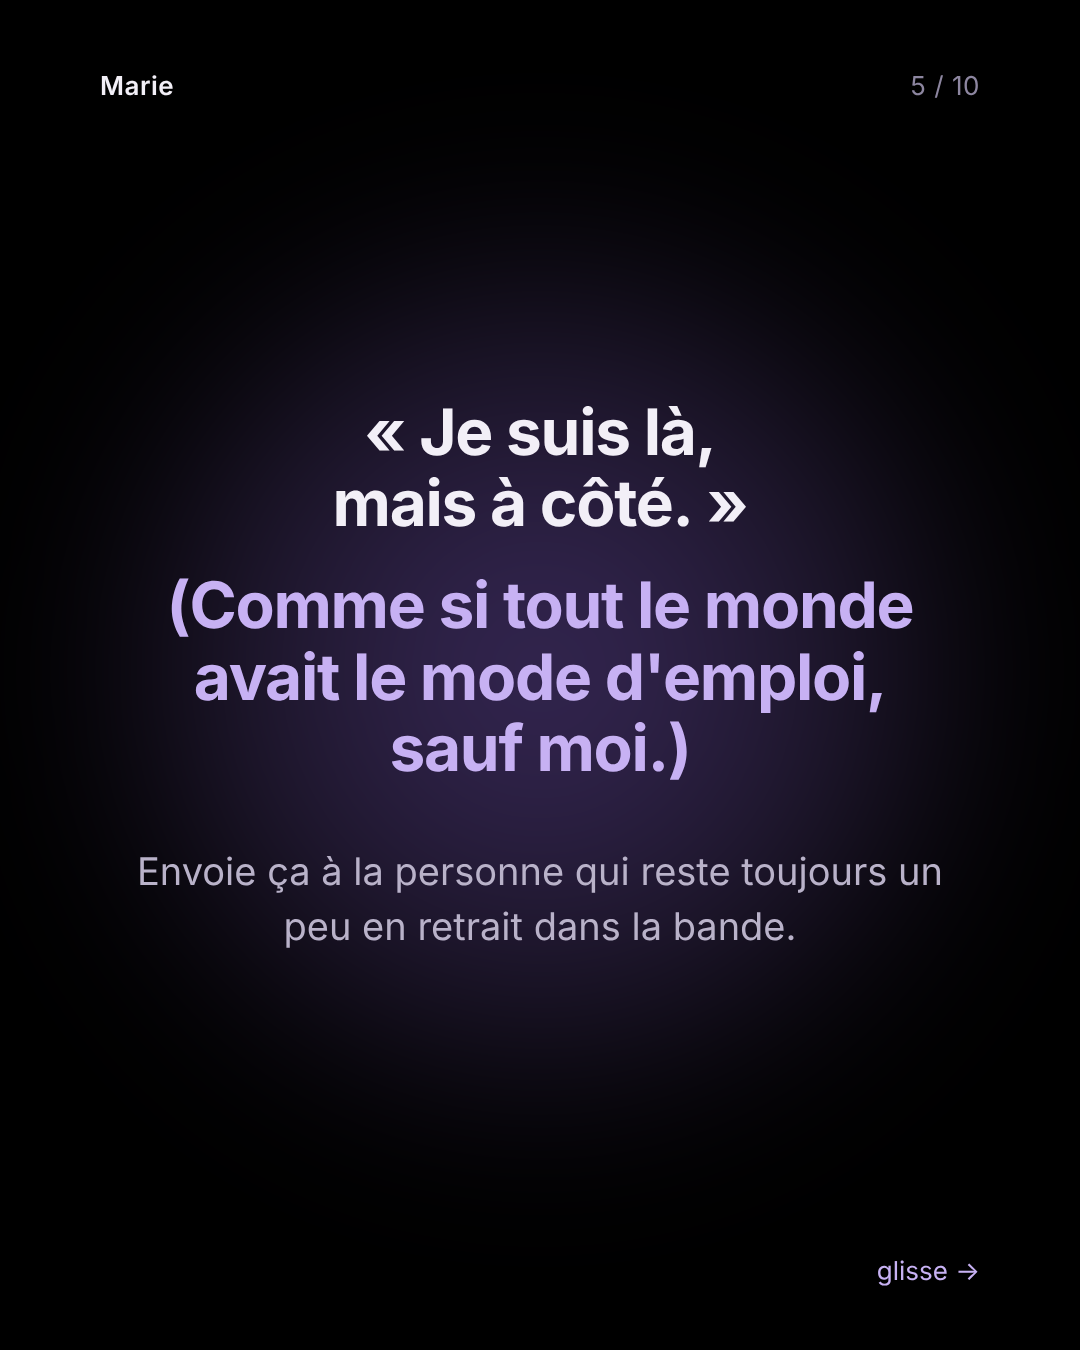 Marie
5 / 10
« Je suis là,
mais à côté. »
(Comme si tout le monde
avait le mode d'emploi,
sauf moi.)
Envoie ça à la personne qui reste toujours un
peu en retrait dans la bande.
glisse →